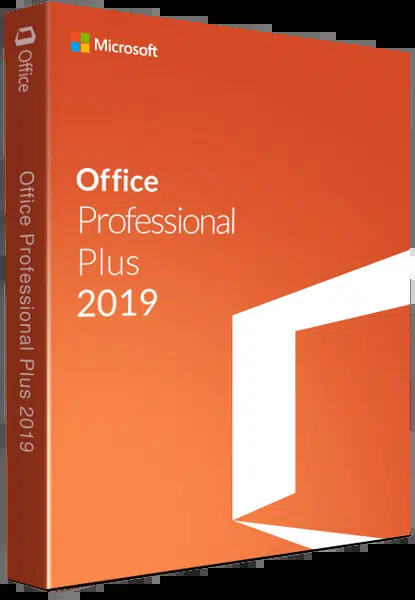 Office
Office Professional Plus 2019
Microsoft
Office
Professional
Plus
2019